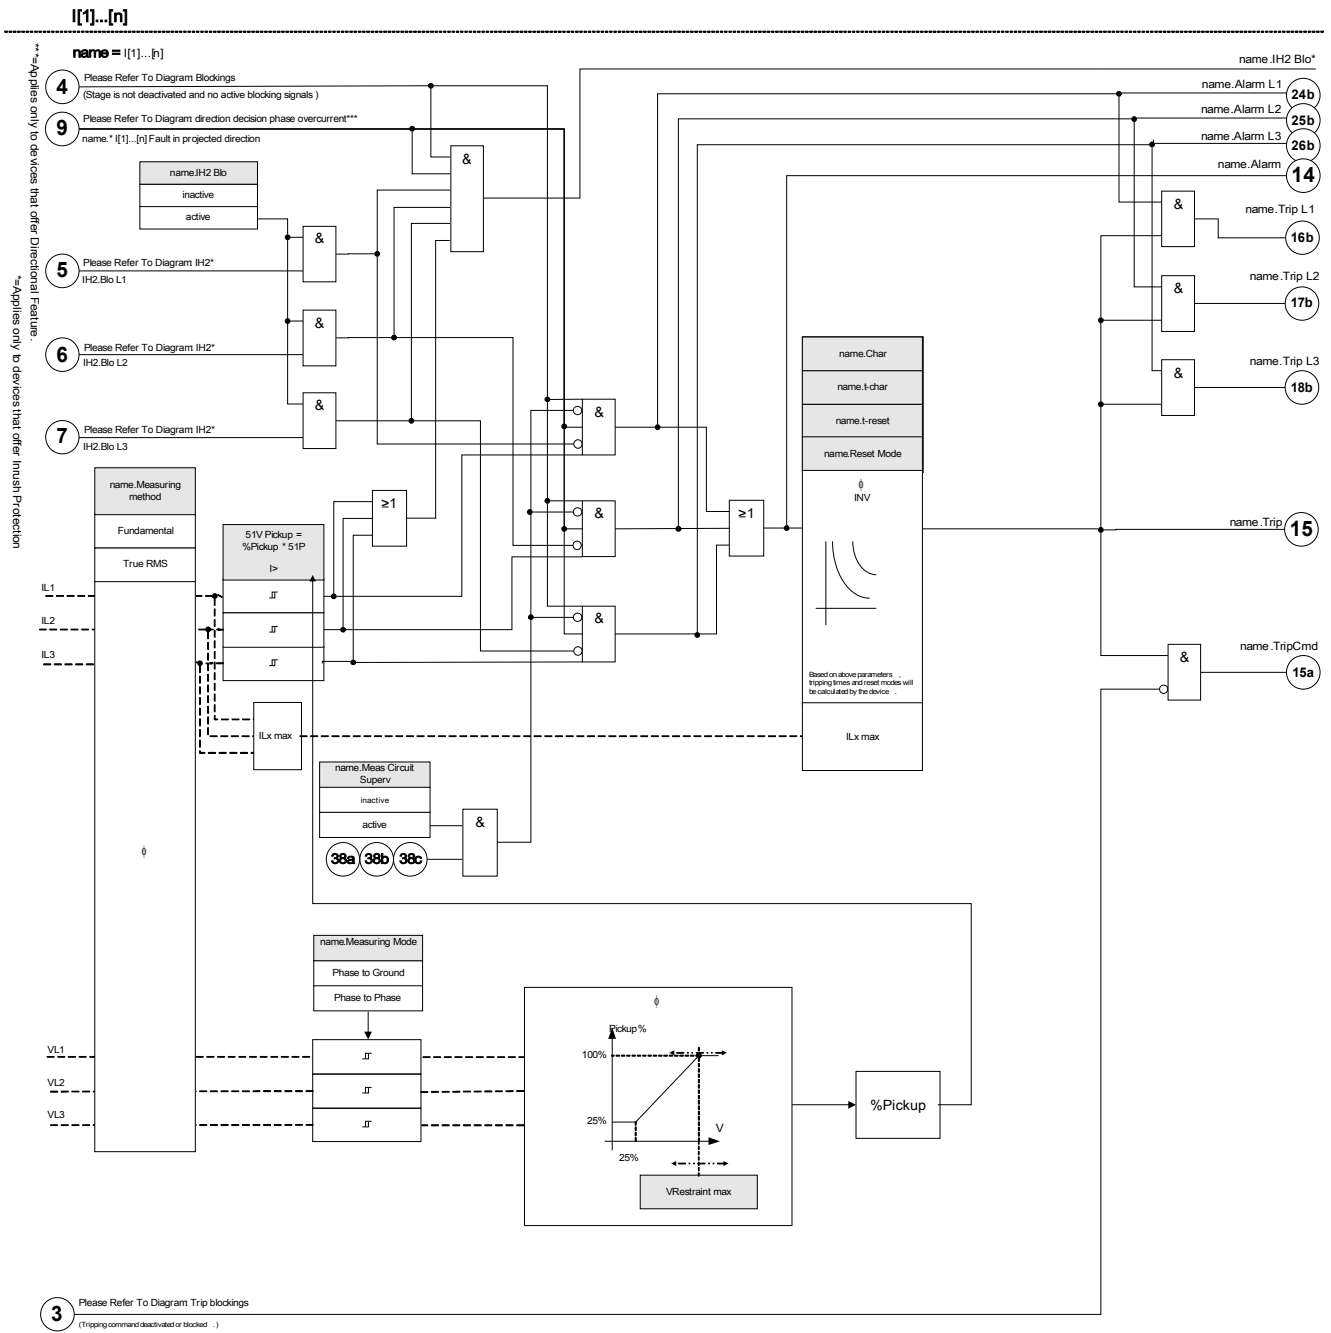 I[1]...[n]
name = I[1]...[n]
***=Applies only to devices that offer Directional Feature.
*=Applies only to devices that offer Inrush Protection
4
Please Refer To Diagram Blockings
(Stage is not deactivated and no active blocking signals )
9
Please Refer To Diagram direction decision phase overcurrent***
name.* I[1]...[n] Fault in projected direction
name.IH2 Blo
inactive
active
5
Please Refer To Diagram IH2*
IH2.Blo L1
6
Please Refer To Diagram IH2*
IH2.Blo L2
7
Please Refer To Diagram IH2*
IH2.Blo L3
&
&
&
&
name.IH2 Blo*
name.Alarm L1
24b
name.Alarm L2
25b
name.Alarm L3
26b
name.Alarm
14
&
name.Trip L1
16b
&
name.Trip L2
17b
&
name.Trip L3
18b
name.Measuring
method
Fundamental
True RMS
ϕ
51V Pickup =
%Pickup * 51P
I>
≥1
&
&
&
≥1
name.Char
name.t-char
name.t-reset
name.Reset Mode
ϕ
INV
Based on above parameters ,
tripping times and reset modes will
be calculated by the device .
ILx max
name.Trip
15
&
name.TripCmd
15a
IL1
IL2
IL3
ILx max
name.Meas Circuit
Superv
inactive
active
&
38a
38b
38c
name.Measuring Mode
Phase to Ground
Phase to Phase
VL1
VL2
VL3
ϕ
Pickup %
100%
25%
V
25%
VRestraint max
%Pickup
3
Please Refer To Diagram Trip blockings
(Tripping command deactivated or blocked . )